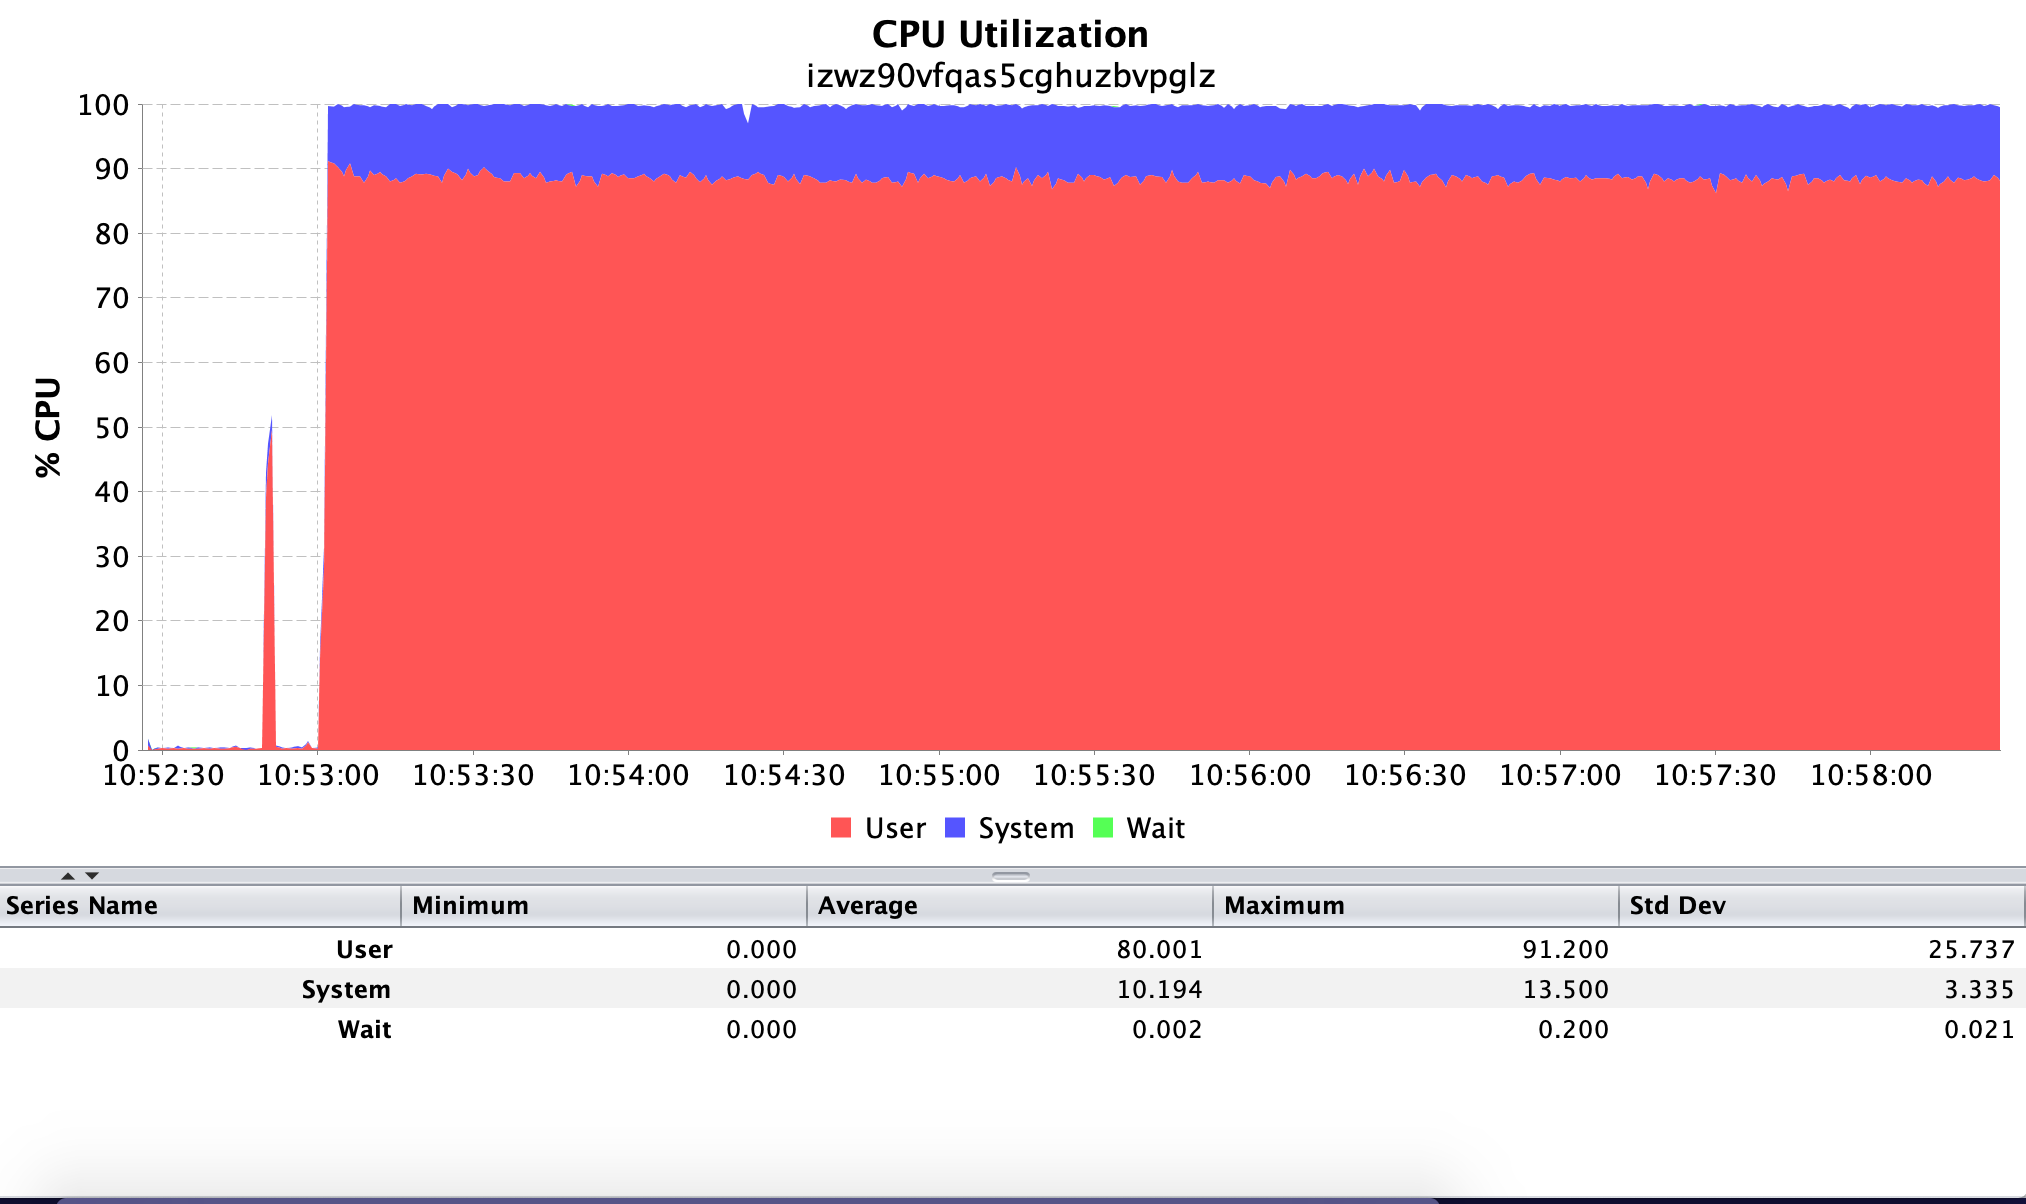 CPU Utilization
izwz90vfqas5cghuzbvpglz
% CPU
100
90
80
70
60
50
40
30
20
10
0
10:52:30 10:53:00 10:53:30 10:54:00 10:54:30 10:55:00 10:55:30 10:56:00 10:56:30 10:57:00 10:57:30 10:58:00
User System Wait
Series Name Minimum Average Maximum Std Dev
User 0.000 80.001 91.200 25.737
System 0.000 10.194 13.500 3.335
Wait 0.000 0.002 0.200 0.021